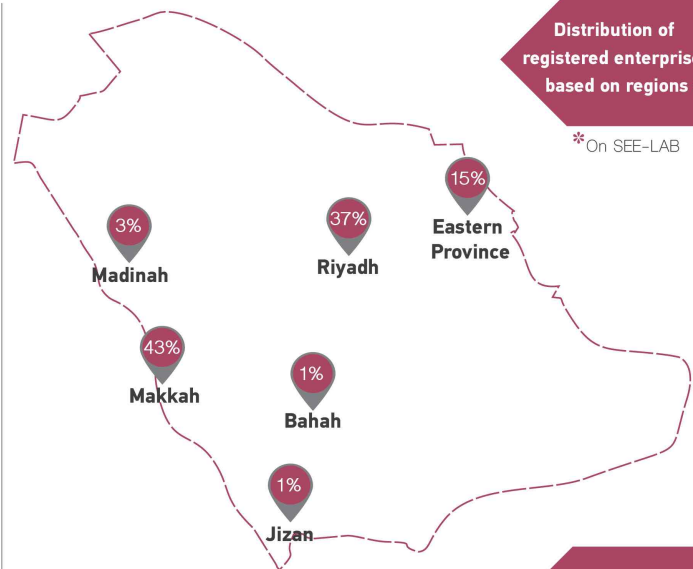 Distribution of
registered enterprise
based on regions
*On SEE-LAB
15%
Eastern
Province
37%
Riyadh
3%
Madinah
43%
Makkah
1%
Bahah
1%
Jizan